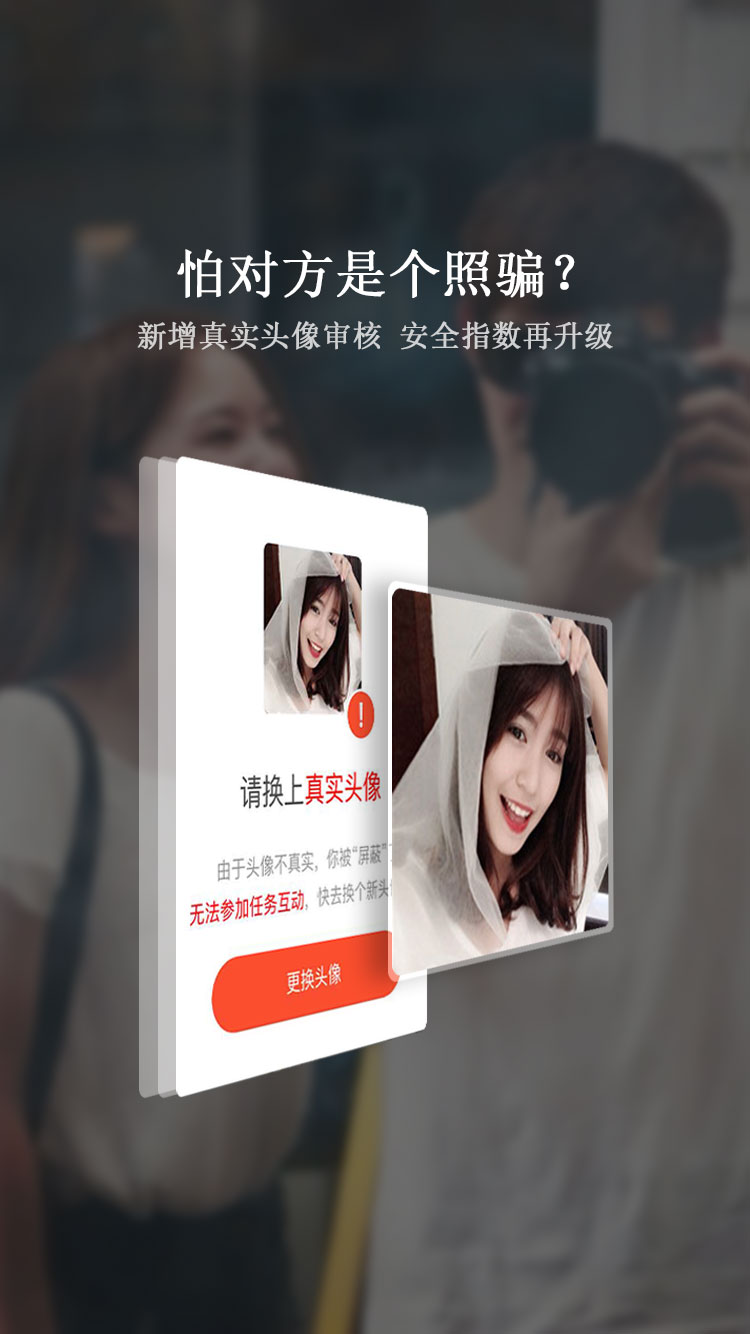 怕对方是个照骗？
新增真实头像审核 安全指数再升级
!
请换上真实头像
由于头像不真实，你被“屏蔽”
无法参加任务互动，快去换个新头
更换头像